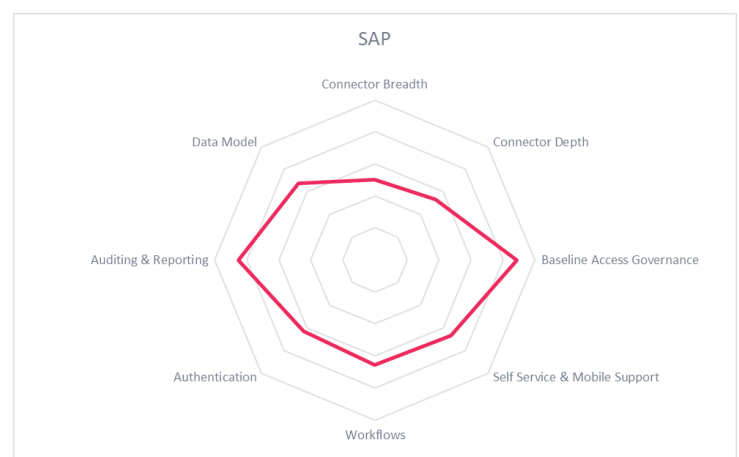 SAP
Connector Breadth
Data Model
Connector Depth
Auditing & Reporting
Baseline Access Governance
Authentication
Self Service & Mobile Support
Workflows